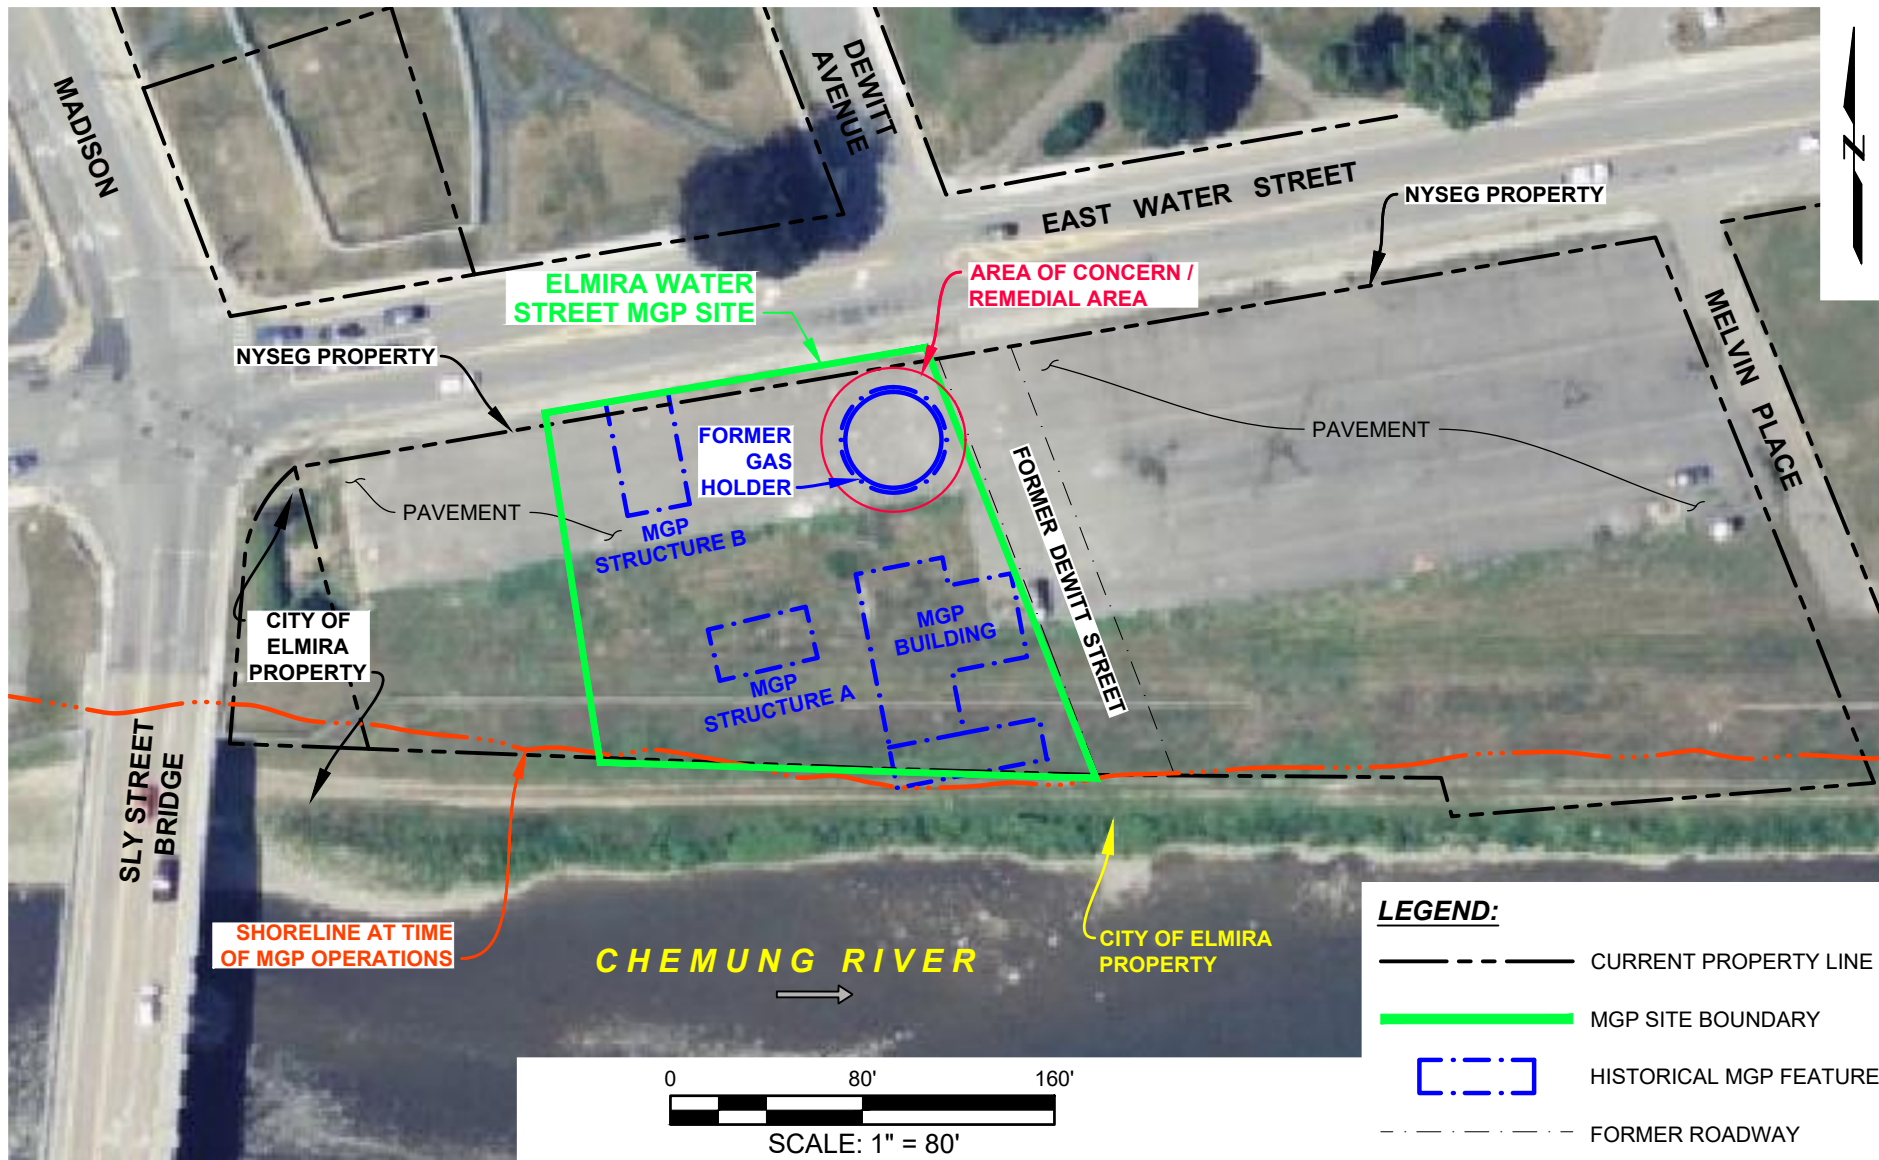 MADISON
DEWITT
AVENUE
EAST WATER STREET
NYSEG PROPERTY
N
ELMIRA WATER
STREET MGP SITE
AREA OF CONCERN /
REMEDIAL AREA
NYSEG PROPERTY
MELVIN PLACE
FORMER
GAS
HOLDER
PAVEMENT
PAVEMENT
MGP
STRUCTURE B
FORMER DEWITT STREET
CITY OF
ELMIRA
PROPERTY
MGP
BUILDING
MGP
STRUCTURE A
SLY STREET
BRIDGE
SHORELINE AT TIME
OF MGP OPERATIONS
CHEMUNG RIVER
CITY OF ELMIRA
PROPERTY
LEGEND:
CURRENT PROPERTY LINE
MGP SITE BOUNDARY
HISTORICAL MGP FEATURE
FORMER ROADWAY
0 80' 160'
SCALE: 1" = 80'